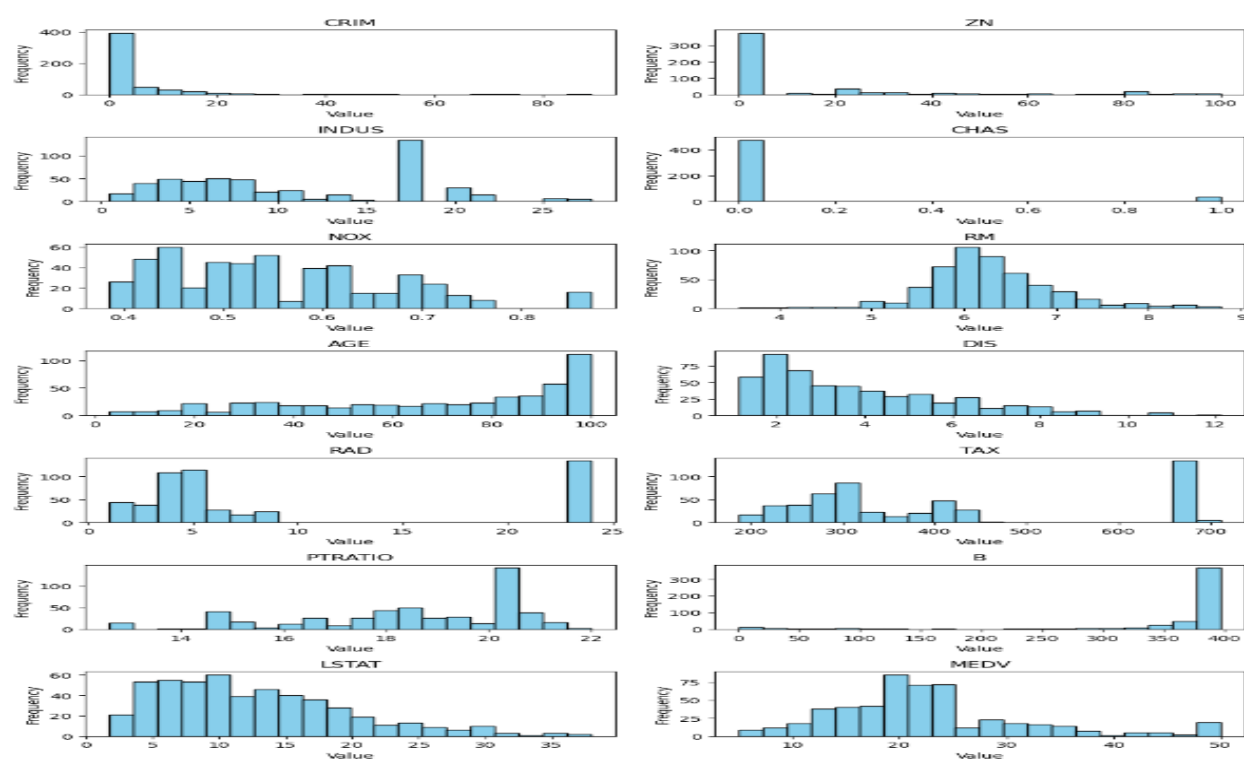 CRIM
Frequency
400
200
0
0 20 40 60 80
Value
ZN
Frequency
300
200
100
0
0 20 40 60 80 100
Value
INDUS
Frequency
100
50
0
0 5 10 15 20 25
Value
CHAS
Frequency
400
200
0
0.0 0.2 0.4 0.6 0.8 1.0
Value
NOX
Frequency
60
40
20
0
0.4 0.5 0.6 0.7 0.8
Value
RM
Frequency
100
50
0
4 5 6 7 8 9
Value
AGE
Frequency
100
50
0
0 20 40 60 80 100
Value
DIS
Frequency
75
50
25
0
2 4 6 8 10 12
Value
RAD
Frequency
100
50
0
0 5 10 15 20 25
Value
TAX
Frequency
100
50
0
200 300 400 500 600 700
Value
PTRATIO
Frequency
100
50
0
14 16 18 20 22
Value
B
Frequency
300
200
100
0
0 50 100 150 200 250 300 350 400
Value
LSTAT
Frequency
60
40
20
0
0 5 10 15 20 25 30 35
Value
MEDV
Frequency
75
50
25
0
10 20 30 40 50
Value